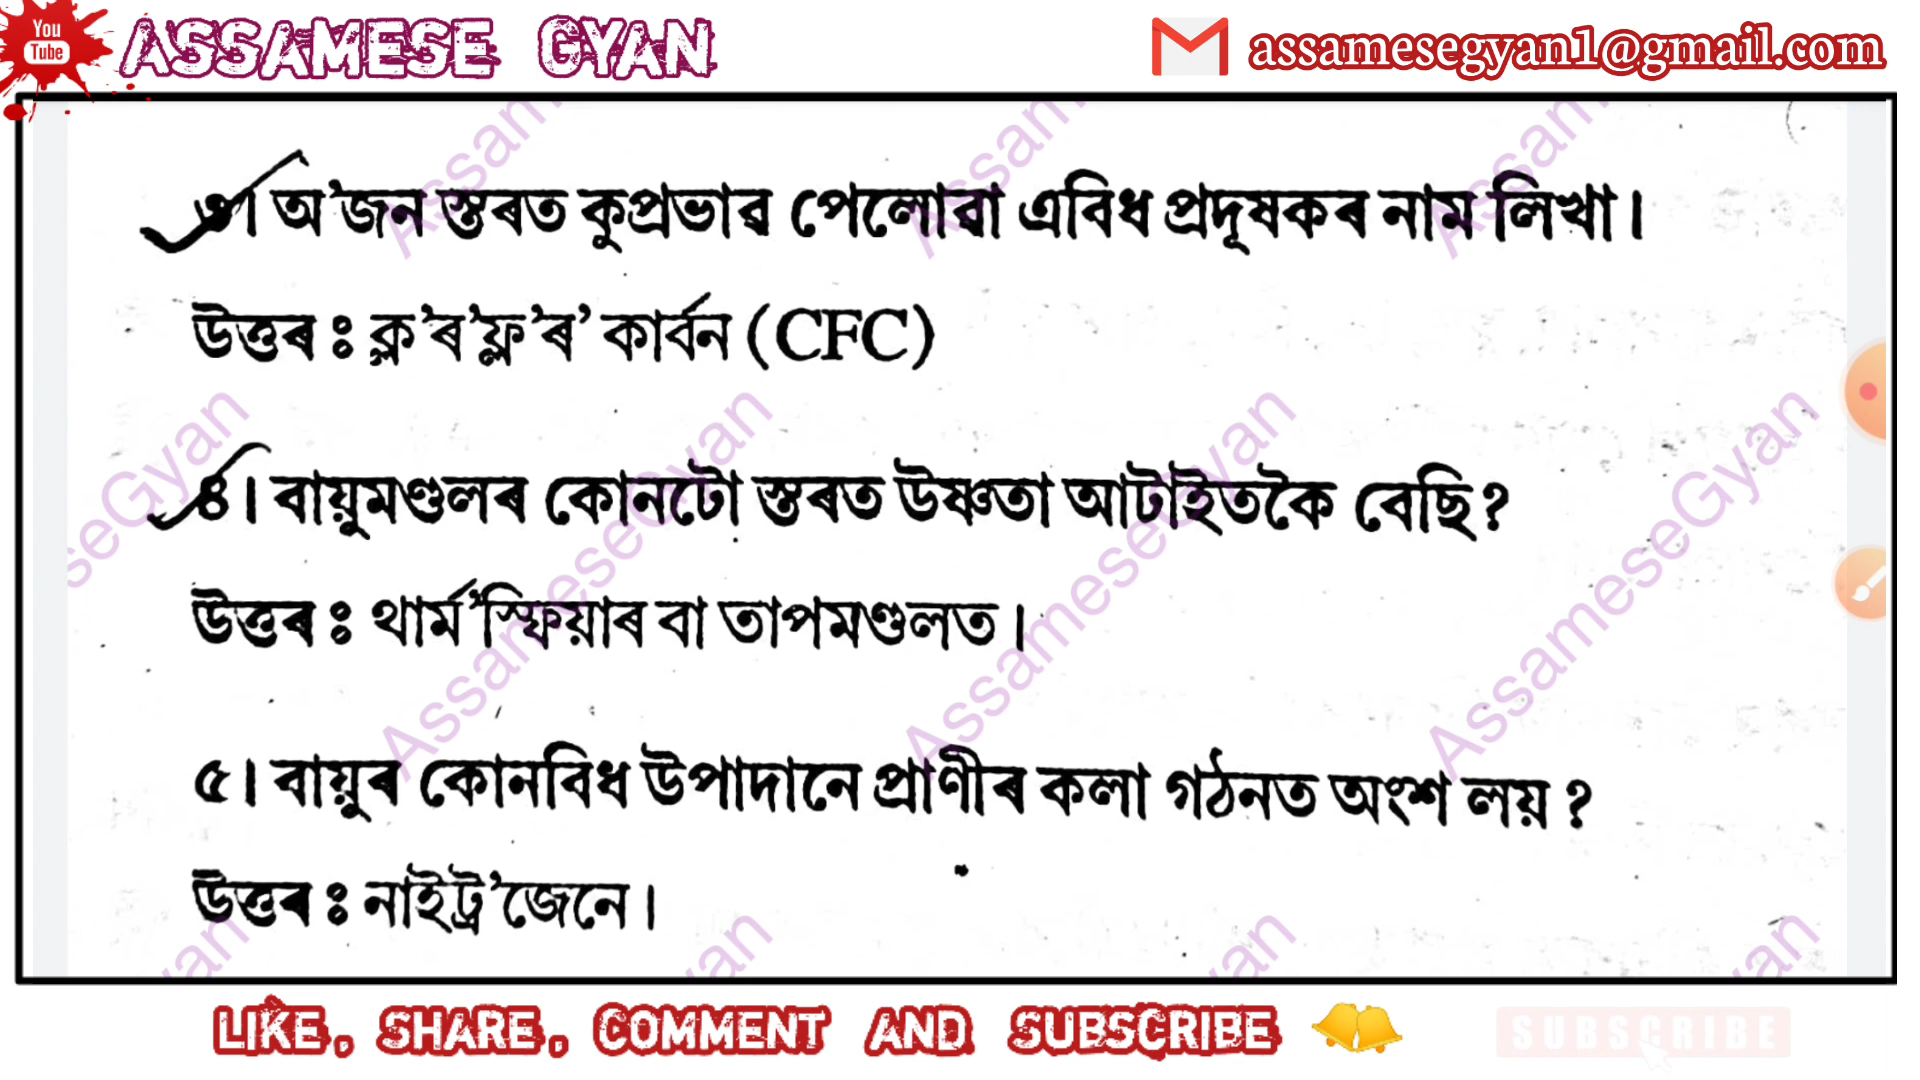 You
Tube
ASSAMESE GYAN
assamesegyan1@gmail.com
৩। অ'জন স্তৰত কুপ্ৰভাৱ পেলোৱা এবিধ প্ৰদূষকৰ নাম লিখা।
উত্তৰ ঃ ক্ল'ৰ'ফ্ল'ৰ' কাৰ্বন (CFC)
৪। বায়ুমণ্ডলৰ কোনটো স্তৰত উষ্ণতা আটাইতকৈ বেছি?
উত্তৰ ঃ থাৰ্ম'স্ফিয়াৰ বা তাপমণ্ডলত।
৫। বায়ুৰ কোনবিধ উপাদানে প্ৰাণীৰ কলা গঠনত অংশ লয় ?
উত্তৰ ঃ নাইট্ৰ'জেনে।
LIKE, SHARE, COMMENT AND SUBSCRIBE
SUBSCRIBE
AssameseGyan